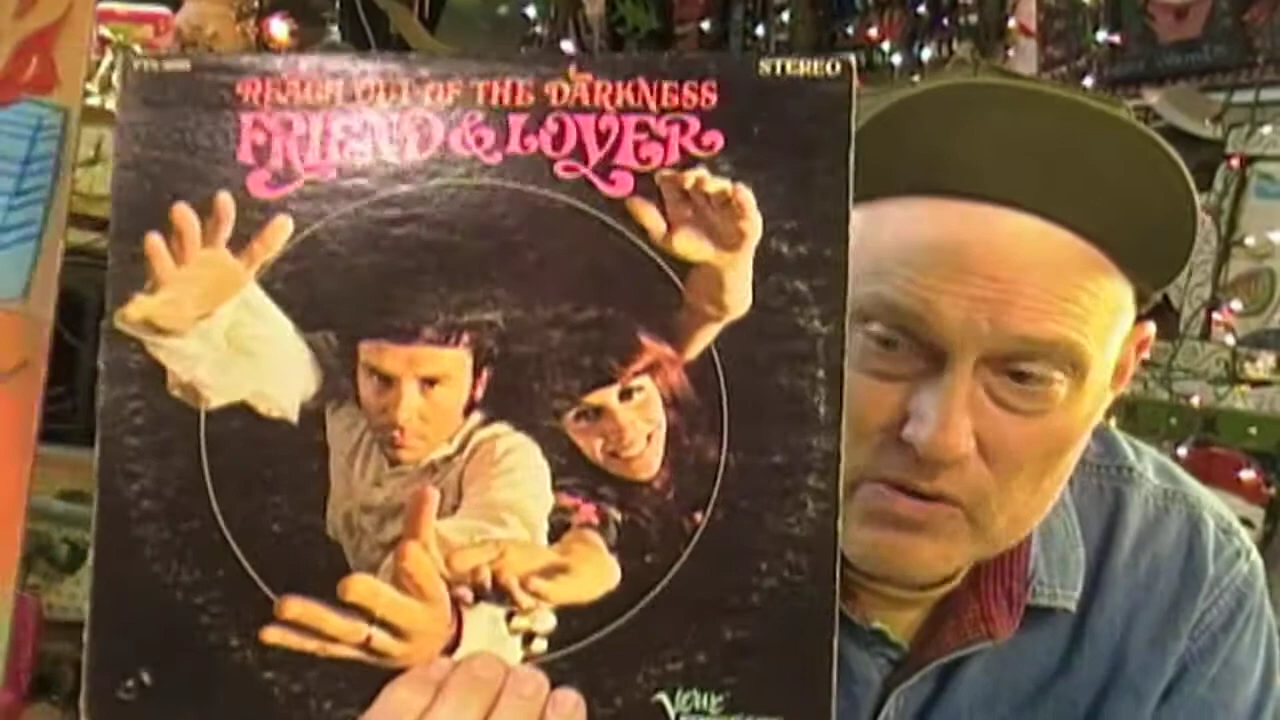 STEREO
REACH OUT OF THE DARKNESS
FRIEND & LOVER
Verve